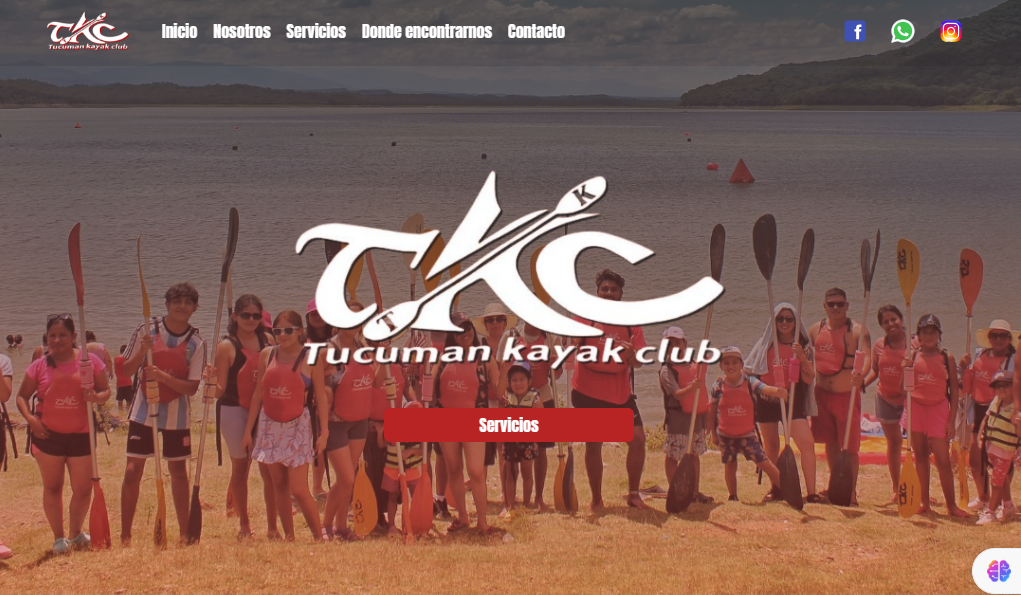 TKC
Tucuman kayak club
Inicio Nosotros Servicios Donde encontrarnos Contacto
TKC
K
T
Tucuman kayak club
Servicios